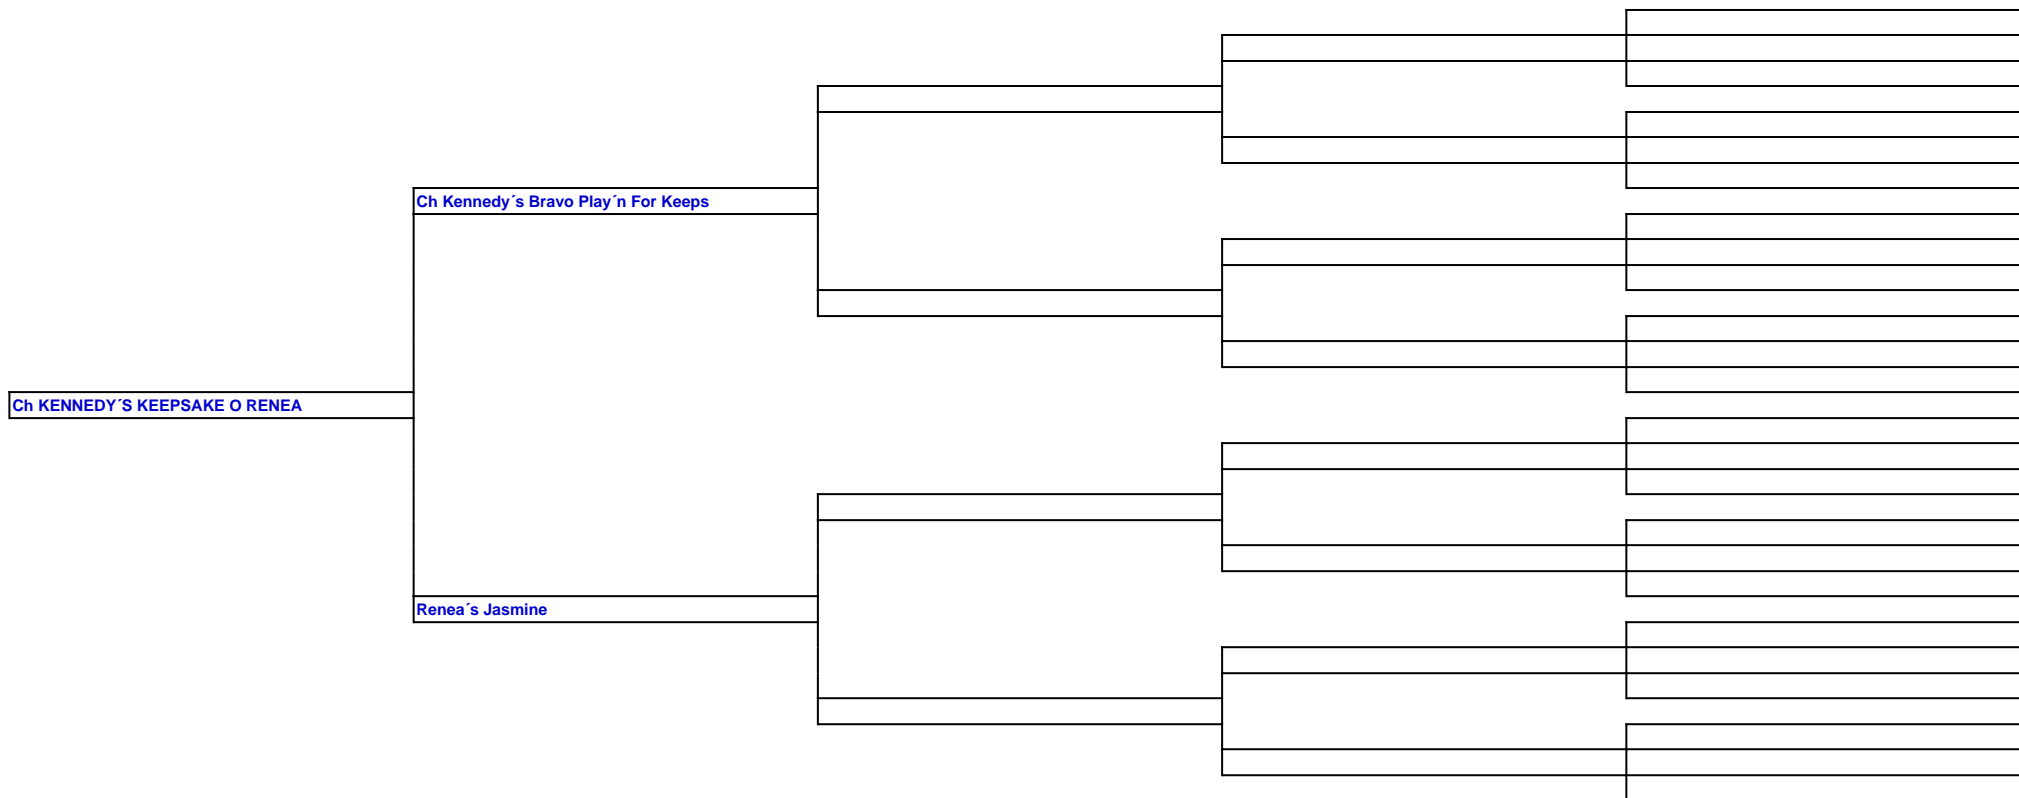 Ch Kennedy´s Bravo Play´n For Keeps
Ch KENNEDY´S KEEPSAKE O RENEA
Renea´s Jasmine